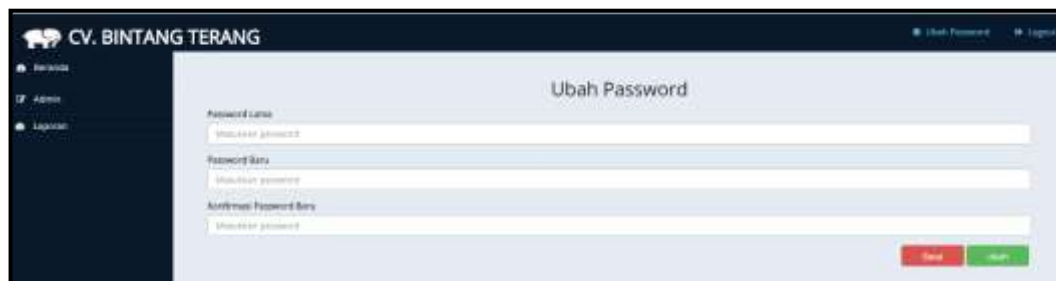 CV. BINTANG TERANG
Ubah Password
Logout
Beranda
Admin
Laporan
Ubah Password
Password Lama
Masukkan password
Password Baru
Masukkan password
Konfirmasi Password Baru
Masukkan password
Ubah